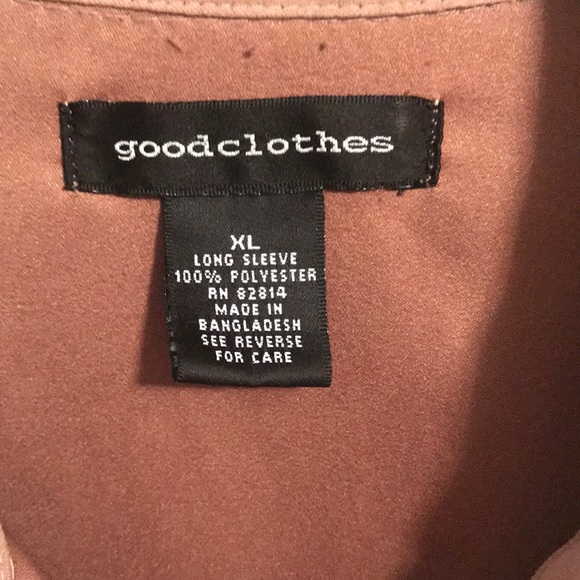 goodclothes
XL
LONG SLEEVE
100% POLYESTER
RN 82814
MADE IN
BANGLADESH
SEE REVERSE
FOR CARE